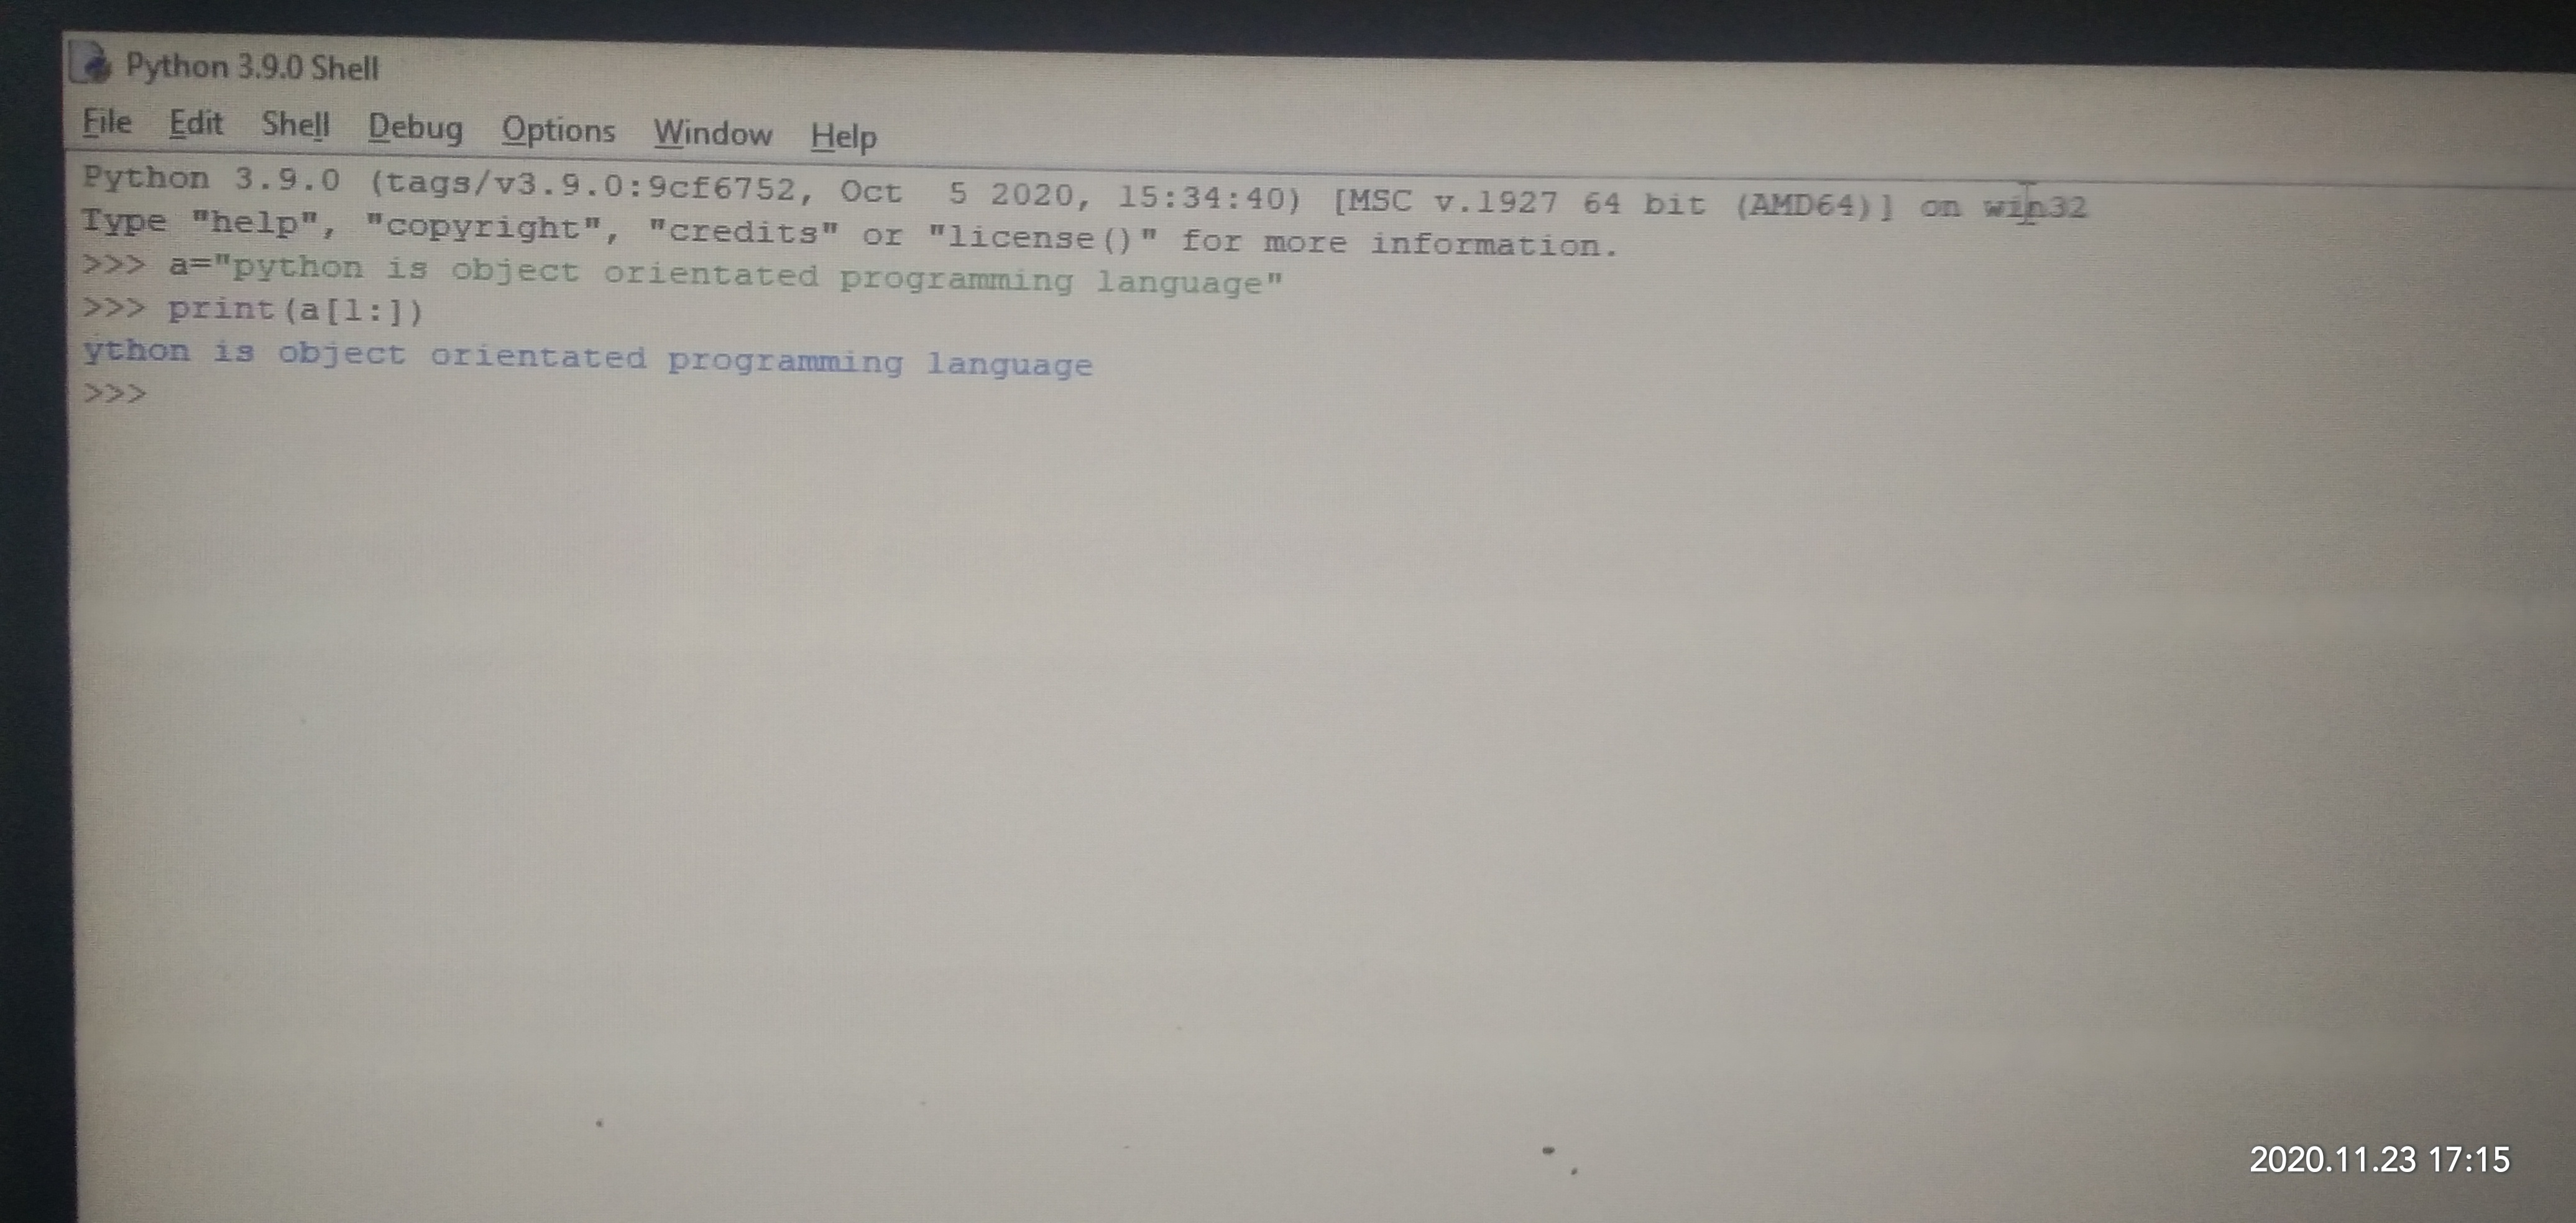 Python 3.9.0 Shell
File Edit Shell Debug Options Window Help
Python 3.9.0 (tags/v3.9.0:9cf6752, Oct  5 2020, 15:34:40) [MSC v.1927 64 bit (AMD64)] on win32
Type "help", "copyright", "credits" or "license()" for more information.
>>> a="python is object orientated programming language"
>>> print(a[1:])
ython is object orientated programming language
>>>
2020.11.23 17:15